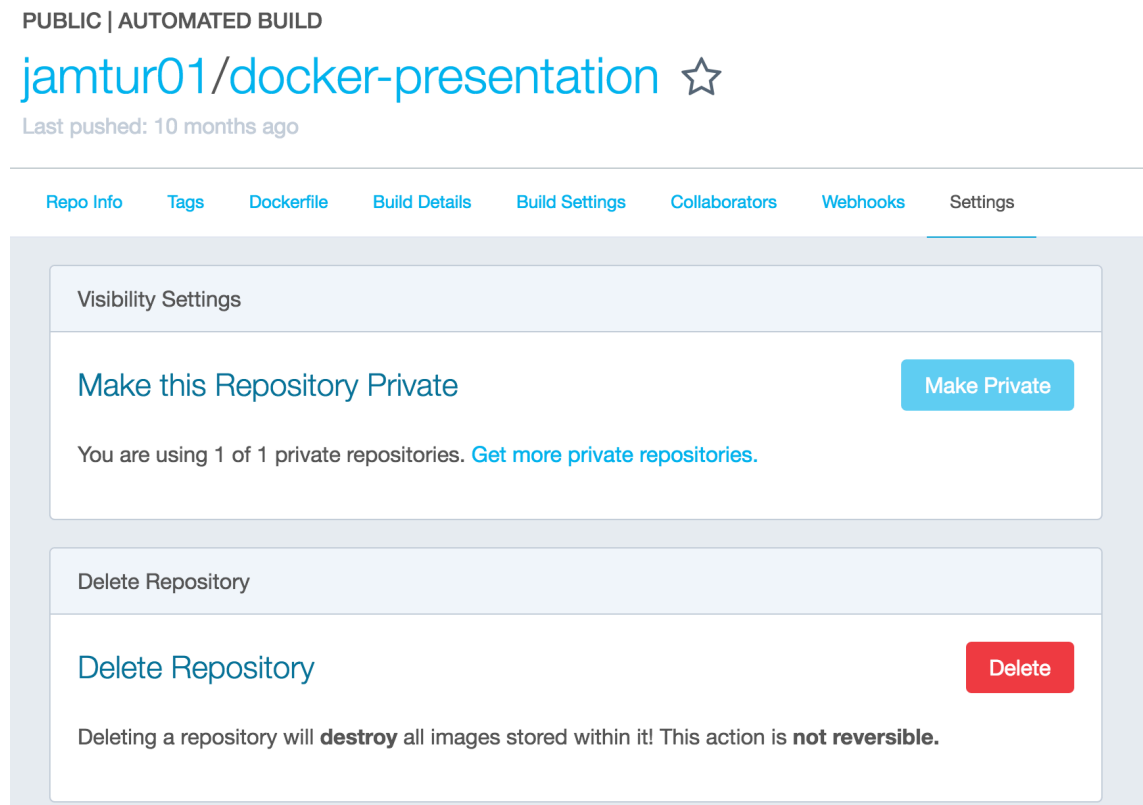 PUBLIC | AUTOMATED BUILD
jamtur01/docker-presentation
Last pushed: 10 months ago
Repo Info Tags Dockerfile Build Details Build Settings Collaborators Webhooks Settings
Visibility Settings
Make this Repository Private Make Private
You are using 1 of 1 private repositories. Get more private repositories.
Delete Repository
Delete Repository Delete
Deleting a repository will destroy all images stored within it! This action is not reversible.